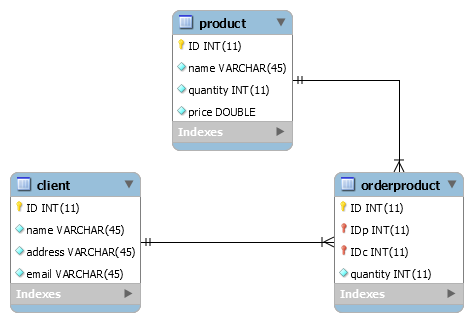 product
ID INT(11)
name VARCHAR(45)
quantity INT(11)
price DOUBLE
Indexes
client
ID INT(11)
name VARCHAR(45)
address VARCHAR(45)
email VARCHAR(45)
Indexes
orderproduct
ID INT(11)
IDp INT(11)
IDc INT(11)
quantity INT(11)
Indexes